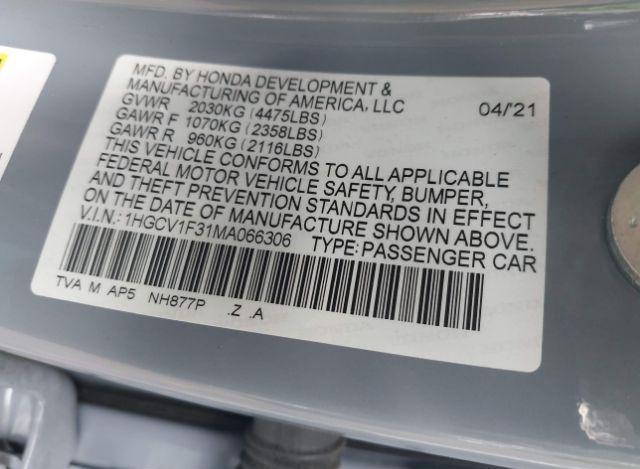 MFD. BY HONDA DEVELOPMENT &
MANUFACTURING OF AMERICA, LLC
04/'21
GVWR 2030KG (4475LBS)
GAWR F 1070KG (2358LBS)
GAWR R 960KG (2116LBS)
THIS VEHICLE CONFORMS TO ALL APPLICABLE
FEDERAL MOTOR VEHICLE SAFETY, BUMPER,
AND THEFT PREVENTION STANDARDS IN EFFECT
ON THE DATE OF MANUFACTURE SHOWN ABOVE.
V.I.N.: 1HGCV1F31MA066306 TYPE: PASSENGER CAR
TVA M AP5 NH877P .Z .A